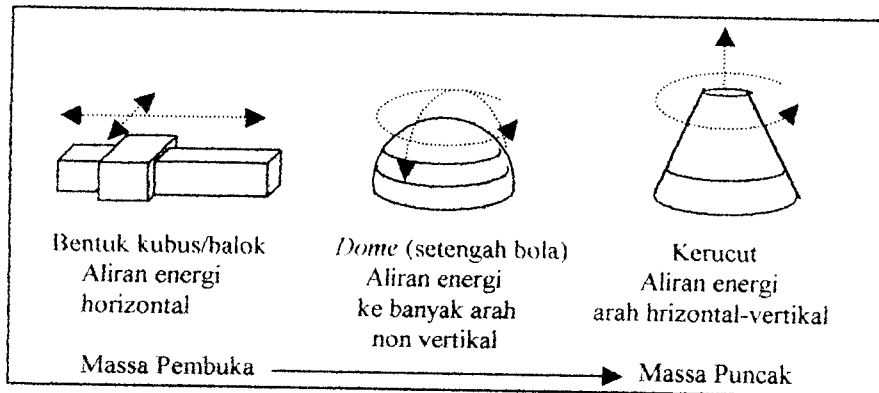 Bentuk kubus/balok
Aliran energi
horizontal
Dome (setengah bola)
Aliran energi
ke banyak arah
non vertikal
Kerucut
Aliran energi
arah hrizontal-vertikal
Massa Pembuka
Massa Puncak